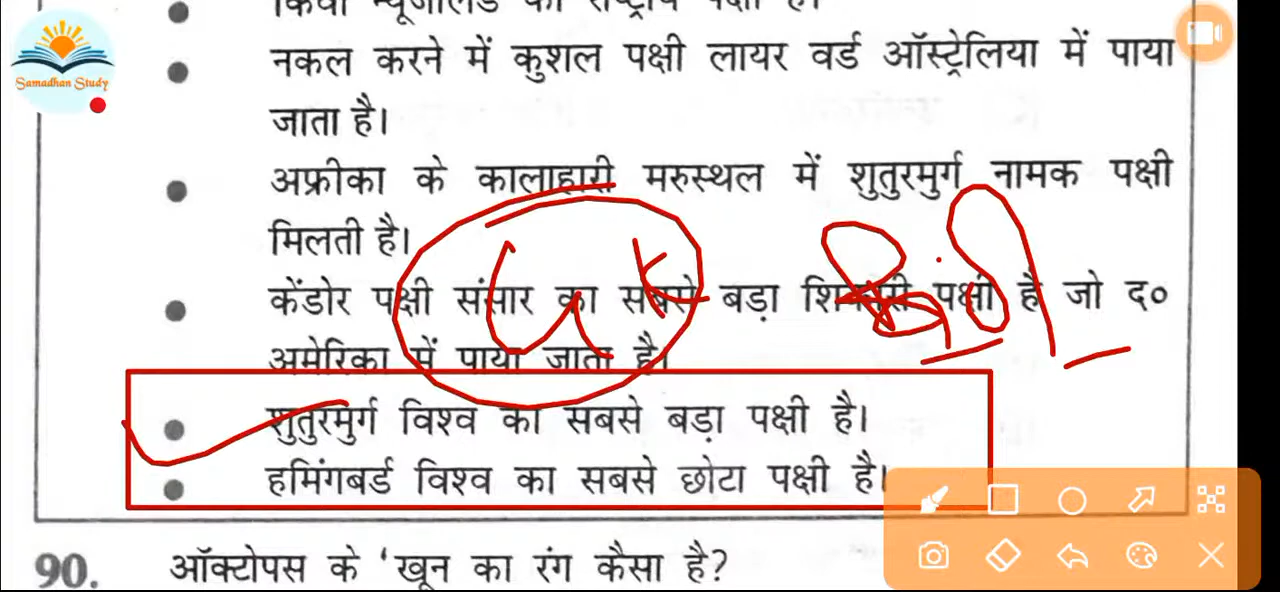 किवी न्यूजीलैंड का राष्ट्रीय पक्षी है।
नकल करने में कुशल पक्षी लायर वर्ड ऑस्ट्रेलिया में पाया
Samadhan Study
जाता है।
अफ्रीका के कालाहारी मरुस्थल में शुतुरमुर्ग नामक पक्षी
मिलती है।
केंडोर पक्षी संसार का सबसे बड़ा शिकारी पक्षी है जो द०
अमेरिका में पाया जाता है।
शुतुरमुर्ग विश्व का सबसे बड़ा पक्षी है।
हमिंगबर्ड विश्व का सबसे छोटा पक्षी है।
90. ऑक्टोपस के ‘खून का रंग कैसा है?